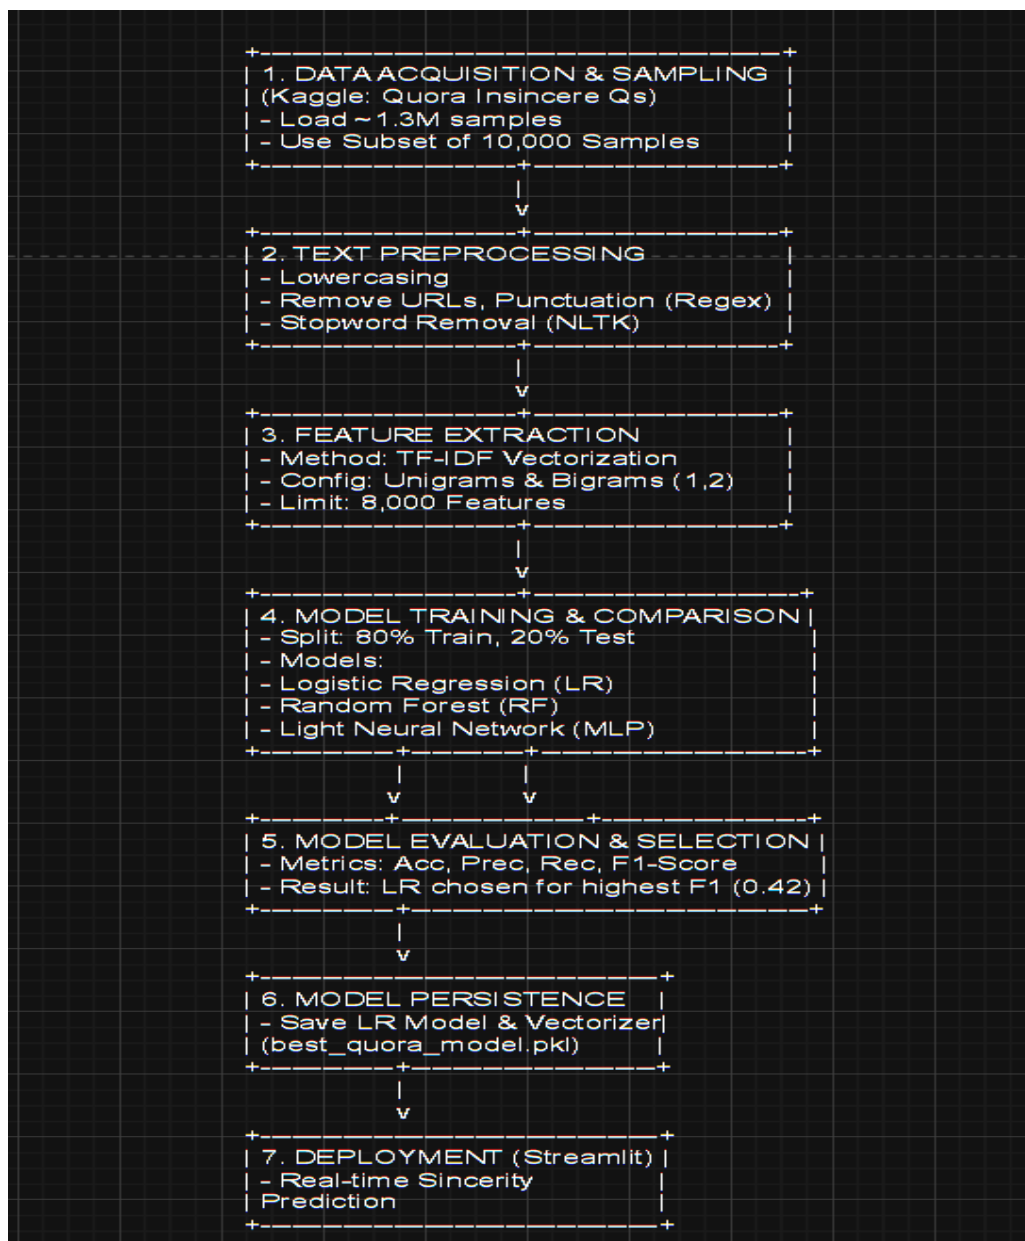 1. DATA ACQUISITION & SAMPLING
(Kaggle: Quora Insincere Qs)
- Load ~1.3M samples
- Use Subset of 10,000 Samples
v
2. TEXT PREPROCESSING
- Lowercasing
- Remove URLs, Punctuation (Regex)
- Stopword Removal (NLTK)
v
3. FEATURE EXTRACTION
- Method: TF-IDF Vectorization
- Config: Unigrams & Bigrams (1,2)
- Limit: 8,000 Features
v
4. MODEL TRAINING & COMPARISON
- Split: 80% Train, 20% Test
- Models:
- Logistic Regression (LR)
- Random Forest (RF)
- Light Neural Network (MLP)
v v
5. MODEL EVALUATION & SELECTION
- Metrics: Acc, Prec, Rec, F1-Score
- Result: LR chosen for highest F1 (0.42)
v
6. MODEL PERSISTENCE
- Save LR Model & Vectorizer
(best_quora_model.pkl)
v
7. DEPLOYMENT (Streamlit)
- Real-time Sincerity
Prediction